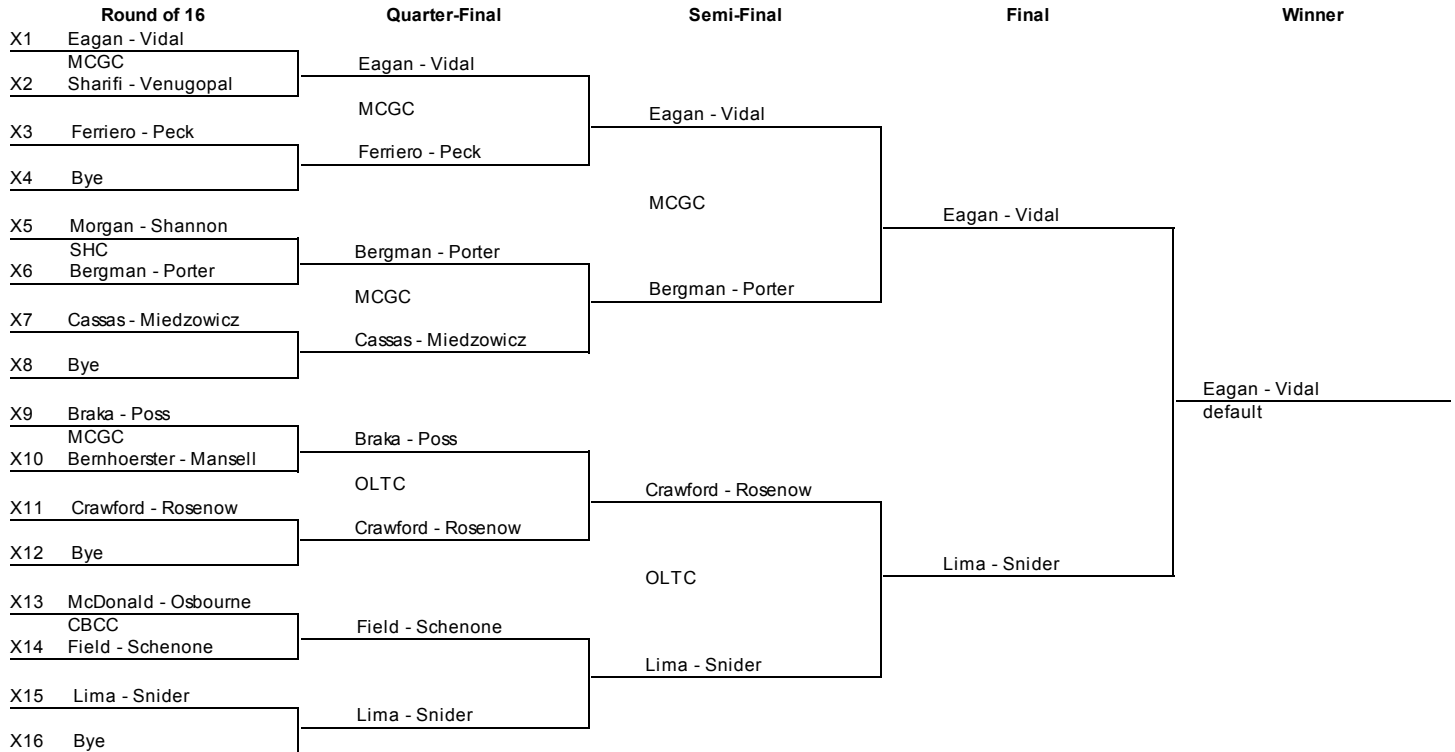 Round of 16 Quarter-Final Semi-Final Final Winner
X1 Eagan - Vidal
MCGC
X2 Sharifi - Venugopal
X3 Ferriero - Peck
X4 Bye
X5 Morgan - Shannon
SHC
X6 Bergman - Porter
X7 Cassas - Miedzowicz
X8 Bye
X9 Braka - Poss
MCGC
X10 Bernhoerster - Mansell
X11 Crawford - Rosenow
X12 Bye
X13 McDonald - Osbourne
CBCC
X14 Field - Schenone
X15 Lima - Snider
X16 Bye
Eagan - Vidal
MCGC
Ferriero - Peck
Bergman - Porter
MCGC
Cassas - Miedzowicz
Braka - Poss
OLTC
Crawford - Rosenow
Field - Schenone
Lima - Snider
Eagan - Vidal
MCGC
Bergman - Porter
Crawford - Rosenow
OLTC
Lima - Snider
Eagan - Vidal
Lima - Snider
Eagan - Vidal
default